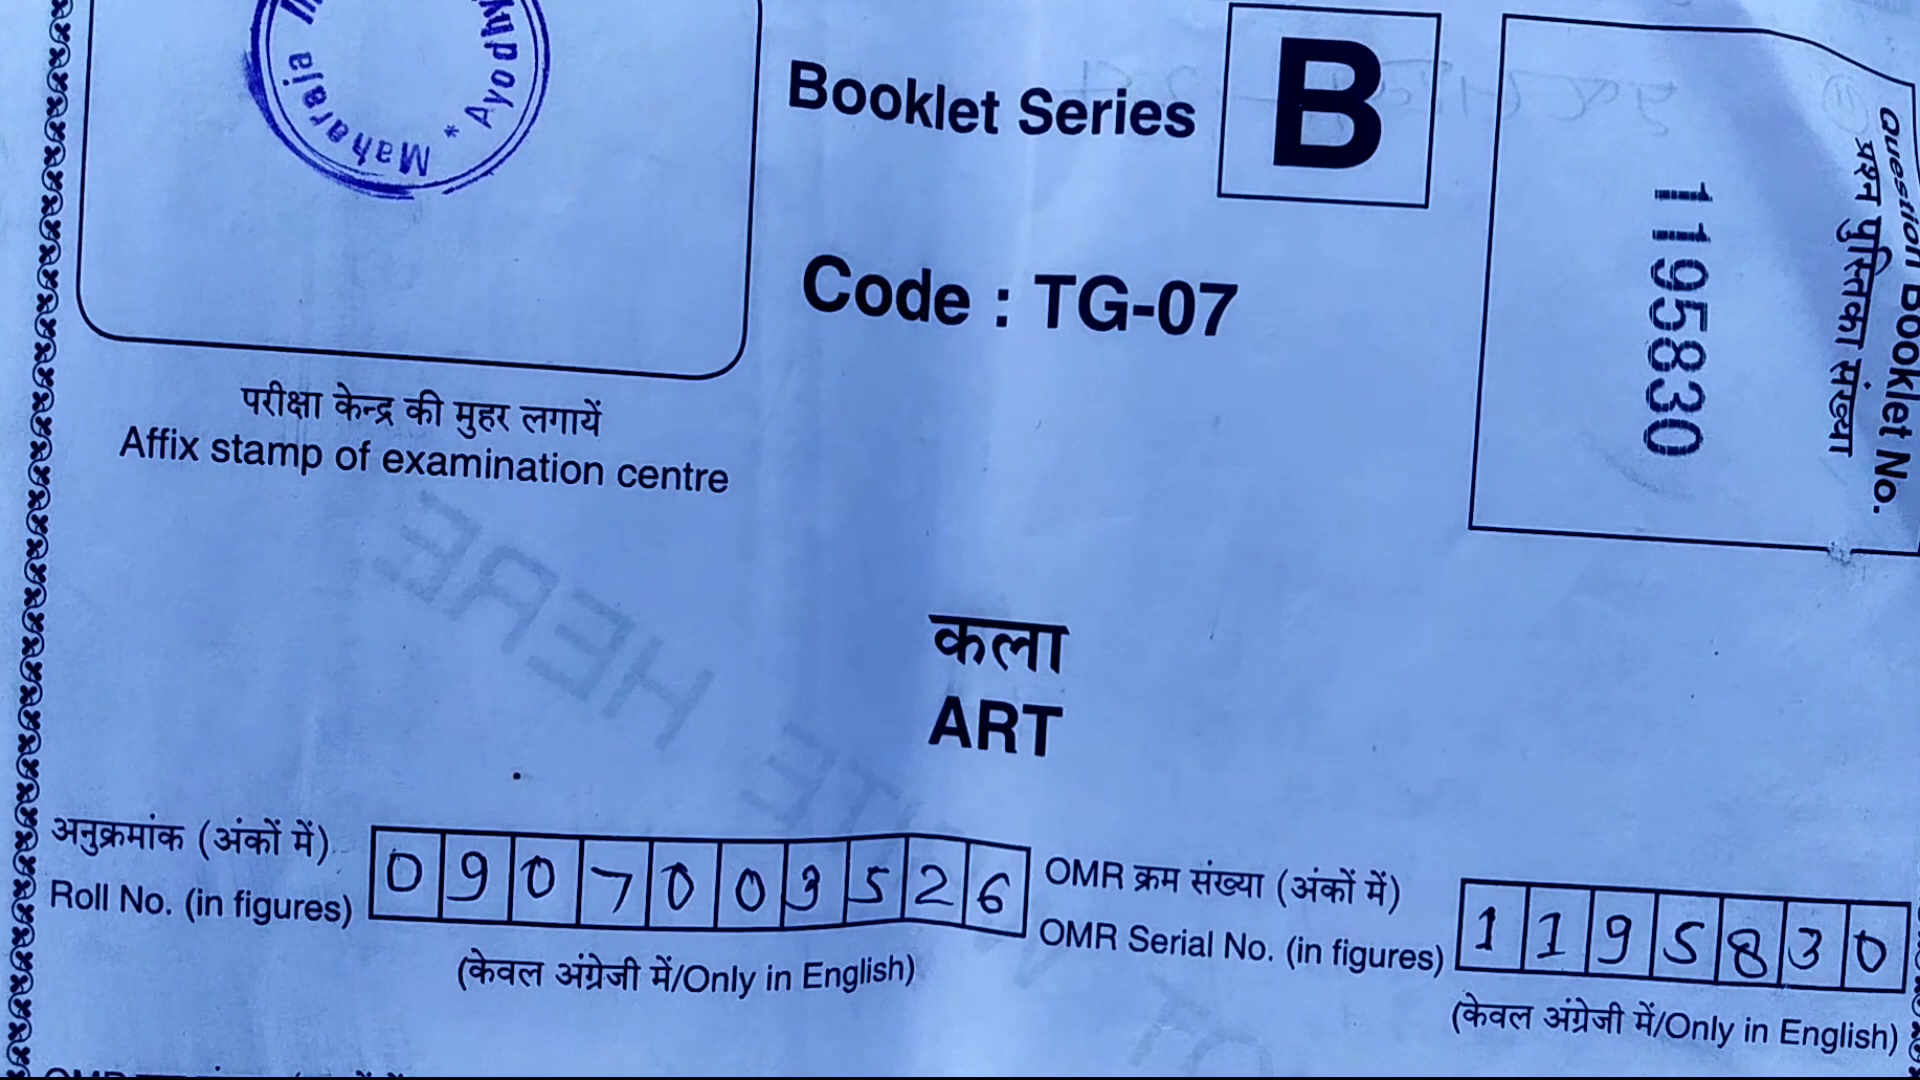 Maharaja
* Ayodhy
Booklet Series B
Code : TG-07
Question Booklet No.
प्रश्न पुस्तिका संख्या
1195830
परीक्षा केन्द्र की मुहर लगायें
Affix stamp of examination centre
HERE
कला
ART
अनुक्रमांक (अंकों में)
Roll No. (in figures)
0907003526
(केवल अंग्रेजी में/Only in English)
OMR क्रम संख्या (अंकों में)
OMR Serial No. (in figures)
1195830
(केवल अंग्रेजी में/Only in English)